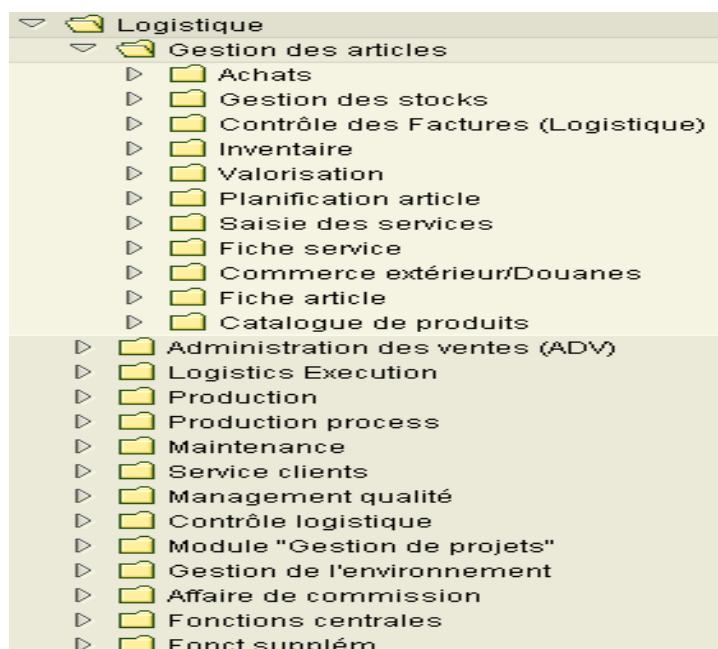 Logistique
Gestion des articles
Achats
Gestion des stocks
Contrôle des Factures (Logistique)
Inventaire
Valorisation
Planification article
Saisie des services
Fiche service
Commerce extérieur/Douanes
Fiche article
Catalogue de produits
Administration des ventes (ADV)
Logistics Execution
Production
Production process
Maintenance
Service clients
Management qualité
Contrôle logistique
Module "Gestion de projets"
Gestion de l'environnement
Affaire de commission
Fonctions centrales
Fonct supplém